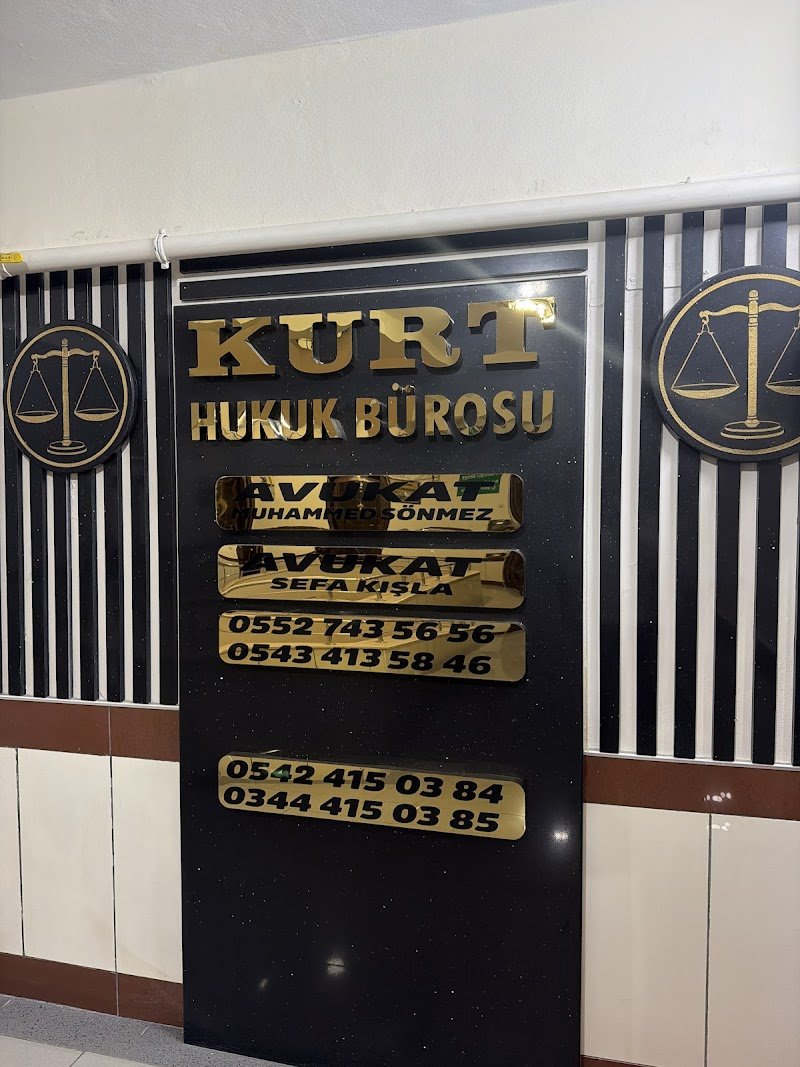 KURT
HUKUK BÜROSU
AVUKAT
MUHAMMED SÖNMEZ
AVUKAT
SEFA KIŞLA
0552 743 56 56
0543 413 58 46
0542 415 03 84
0344 415 03 85